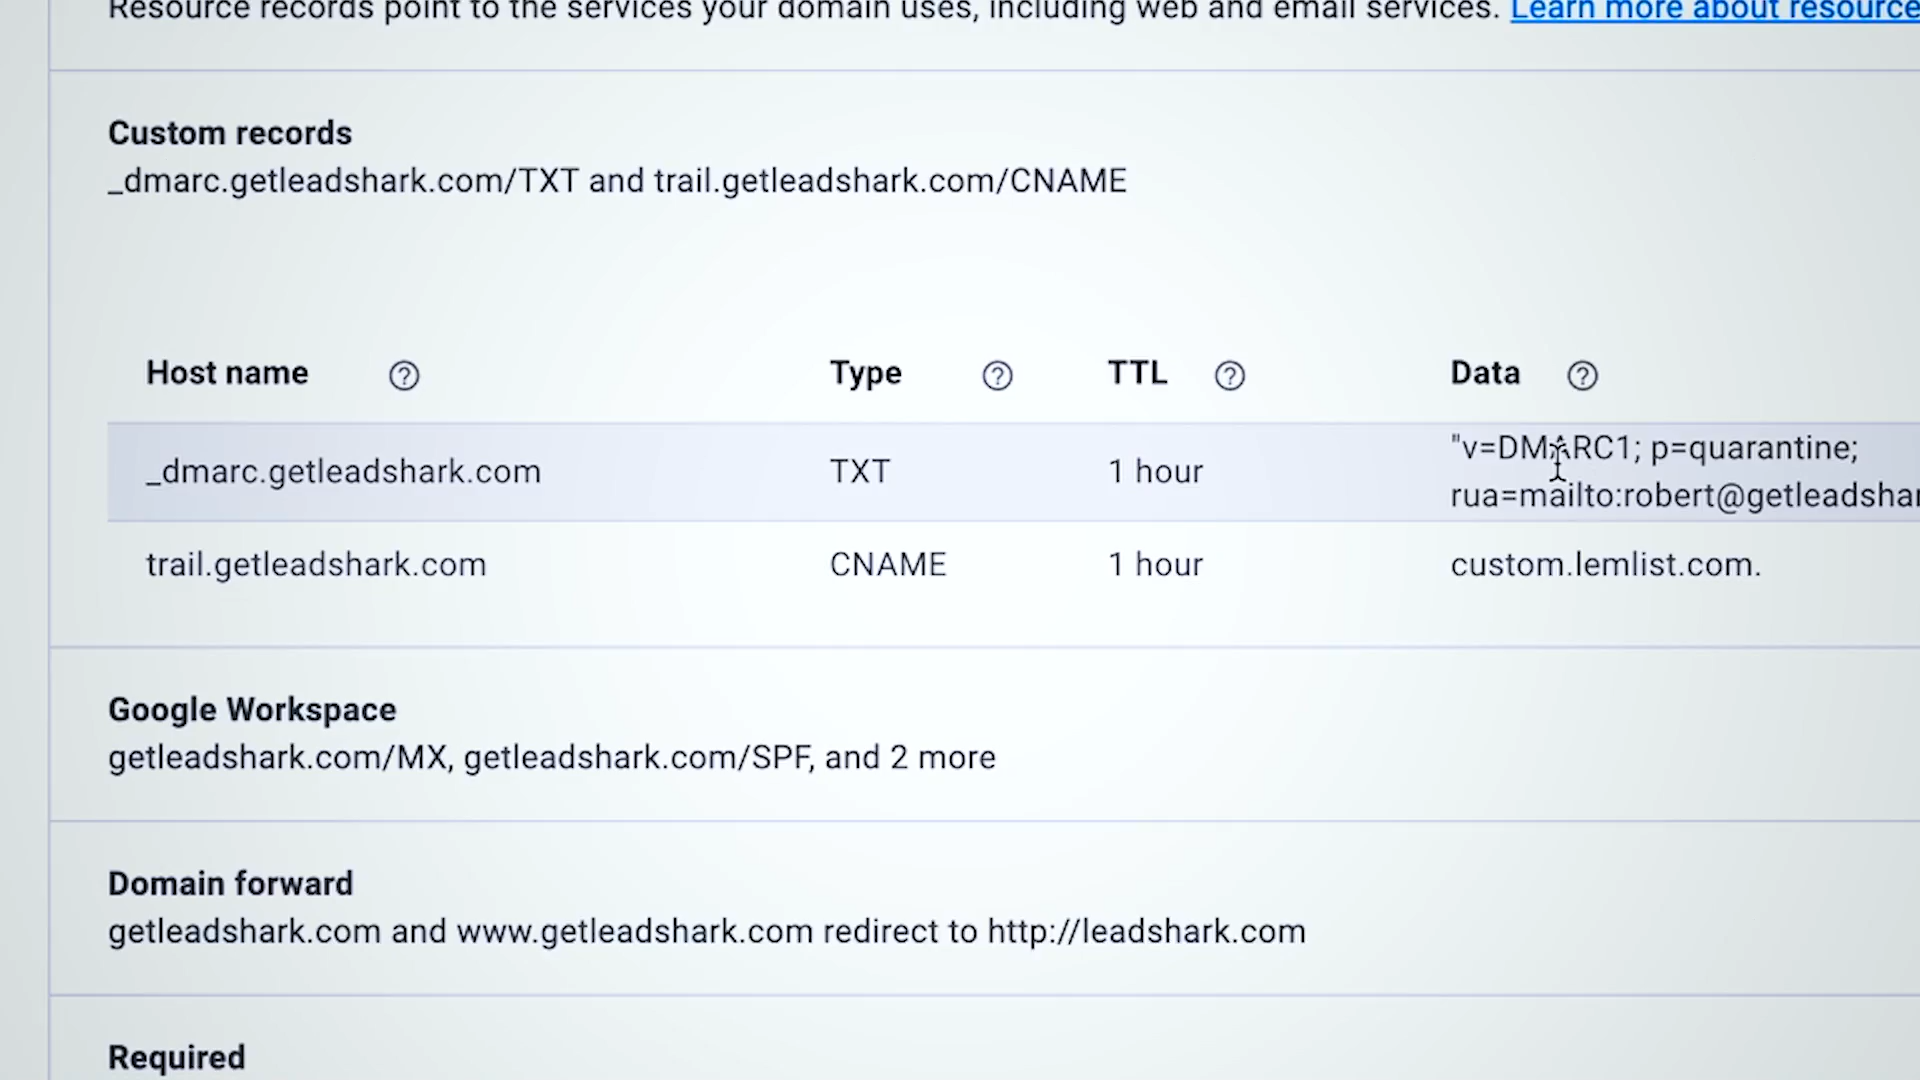 Resource records point to the services your domain uses, including web and email services. Learn more about resource
Custom records
_dmarc.getleadshark.com/TXT and trail.getleadshark.com/CNAME
Host name Type TTL Data
_dmarc.getleadshark.com TXT 1 hour "v=DMARC1; p=quarantine;
rua=mailto:robert@getleadshar
trail.getleadshark.com CNAME 1 hour custom.lemlist.com.
Google Workspace
getleadshark.com/MX, getleadshark.com/SPF, and 2 more
Domain forward
getleadshark.com and www.getleadshark.com redirect to http://leadshark.com
Required